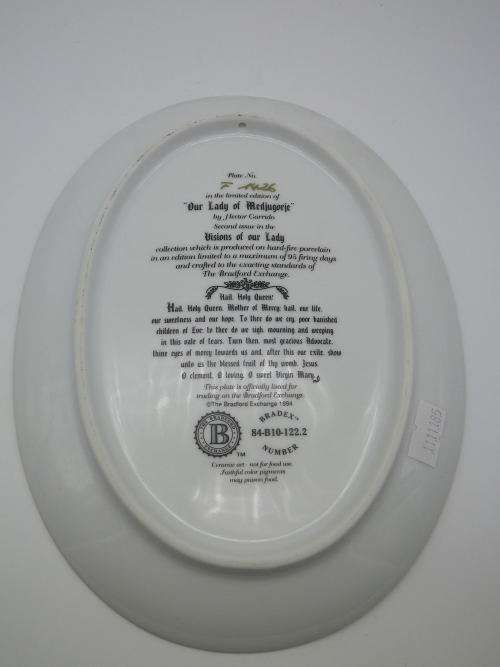 Plate No.
F 1426
in the limited edition of
"Our Lady of Medjugorje"
by Hector Garrido
Second issue in the
Visions of our Lady
collection which is produced on hard-fire porcelain
in an edition limited to a maximum of 95 firing days
and crafted to the exacting standards of
The Bradford Exchange.
Hail, Holy Queen!
Hail, Holy Queen, Mother of Mercy; hail, our life,
our sweetness and our hope. To thee do we cry, poor banished
children of Eve; to thee do we sigh, mourning and weeping
in this vale of tears. Turn then, most gracious Advocate,
thine eyes of mercy towards us and, after this our exile, show
unto us the blessed fruit of thy womb, Jesus.
O clement, O loving, O sweet Virgin Mary.
This plate is officially listed for
trading on the Bradford Exchange.
©The Bradford Exchange 1994
THE BRADFORD
B
EXCHANGE
TM
BRADEX™
84-B10-122.2
NUMBER
Ceramic art - not for food use.
Faithful color pigments
may poison food.